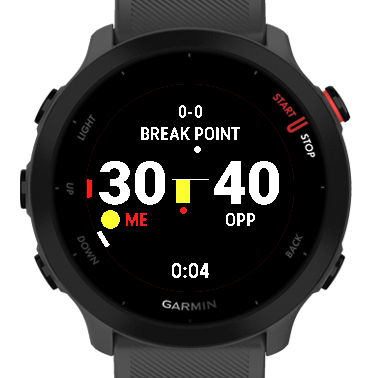 0-0
START
STOP
BREAK POINT
LIGHT
30 40
UP
ME OPP
DOWN
BACK
0:04
GARMIN